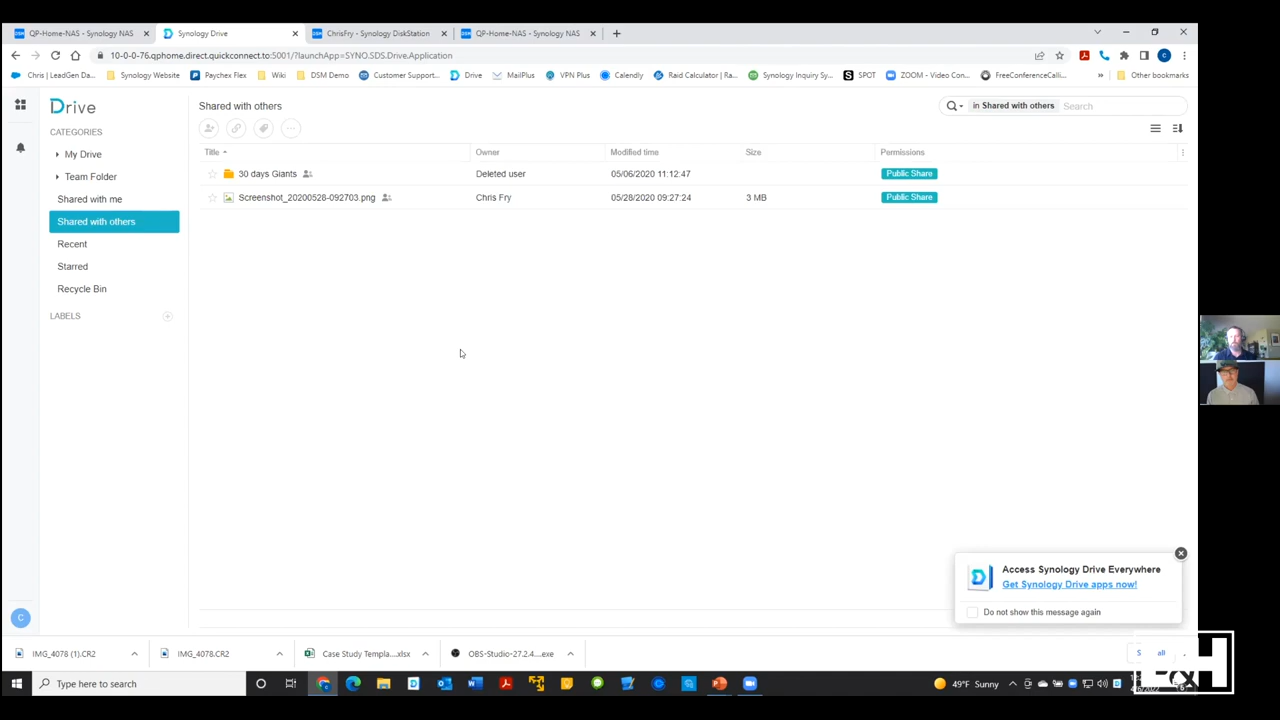 QP-Home-NAS - Synology NAS
Synology Drive
ChrisFry - Synology DiskStation
QP-Home-NAS - Synology NAS
10-0-0-76.qphome.direct.quickconnect.to:5001/?launchApp=SYNO.SDS.Drive.Application
Chris | LeadGen Da...
Synology Website
Paychex Flex
Wiki
DSM Demo
Customer Support...
Drive
MailPlus
VPN Plus
Calendly
Raid Calculator | Ra...
Synology Inquiry Sy...
SPOT
ZOOM - Video Con...
FreeConferenceCalli...
Other bookmarks
Drive
Shared with others
in Shared with others
Search
CATEGORIES
My Drive
Team Folder
Shared with me
Shared with others
Recent
Starred
Recycle Bin
LABELS
Title
Owner
Modified time
Size
Permissions
30 days Giants
Deleted user
05/06/2020 11:12:47
Public Share
Screenshot_20200528-092703.png
Chris Fry
05/28/2020 09:27:24
3 MB
Public Share
Access Synology Drive Everywhere
Get Synology Drive apps now!
Do not show this message again
C
IMG_4078 (1).CR2
IMG_4078.CR2
Case Study Templa....xlsx
OBS-Studio-27.2.4....exe
Type here to search
49°F Sunny